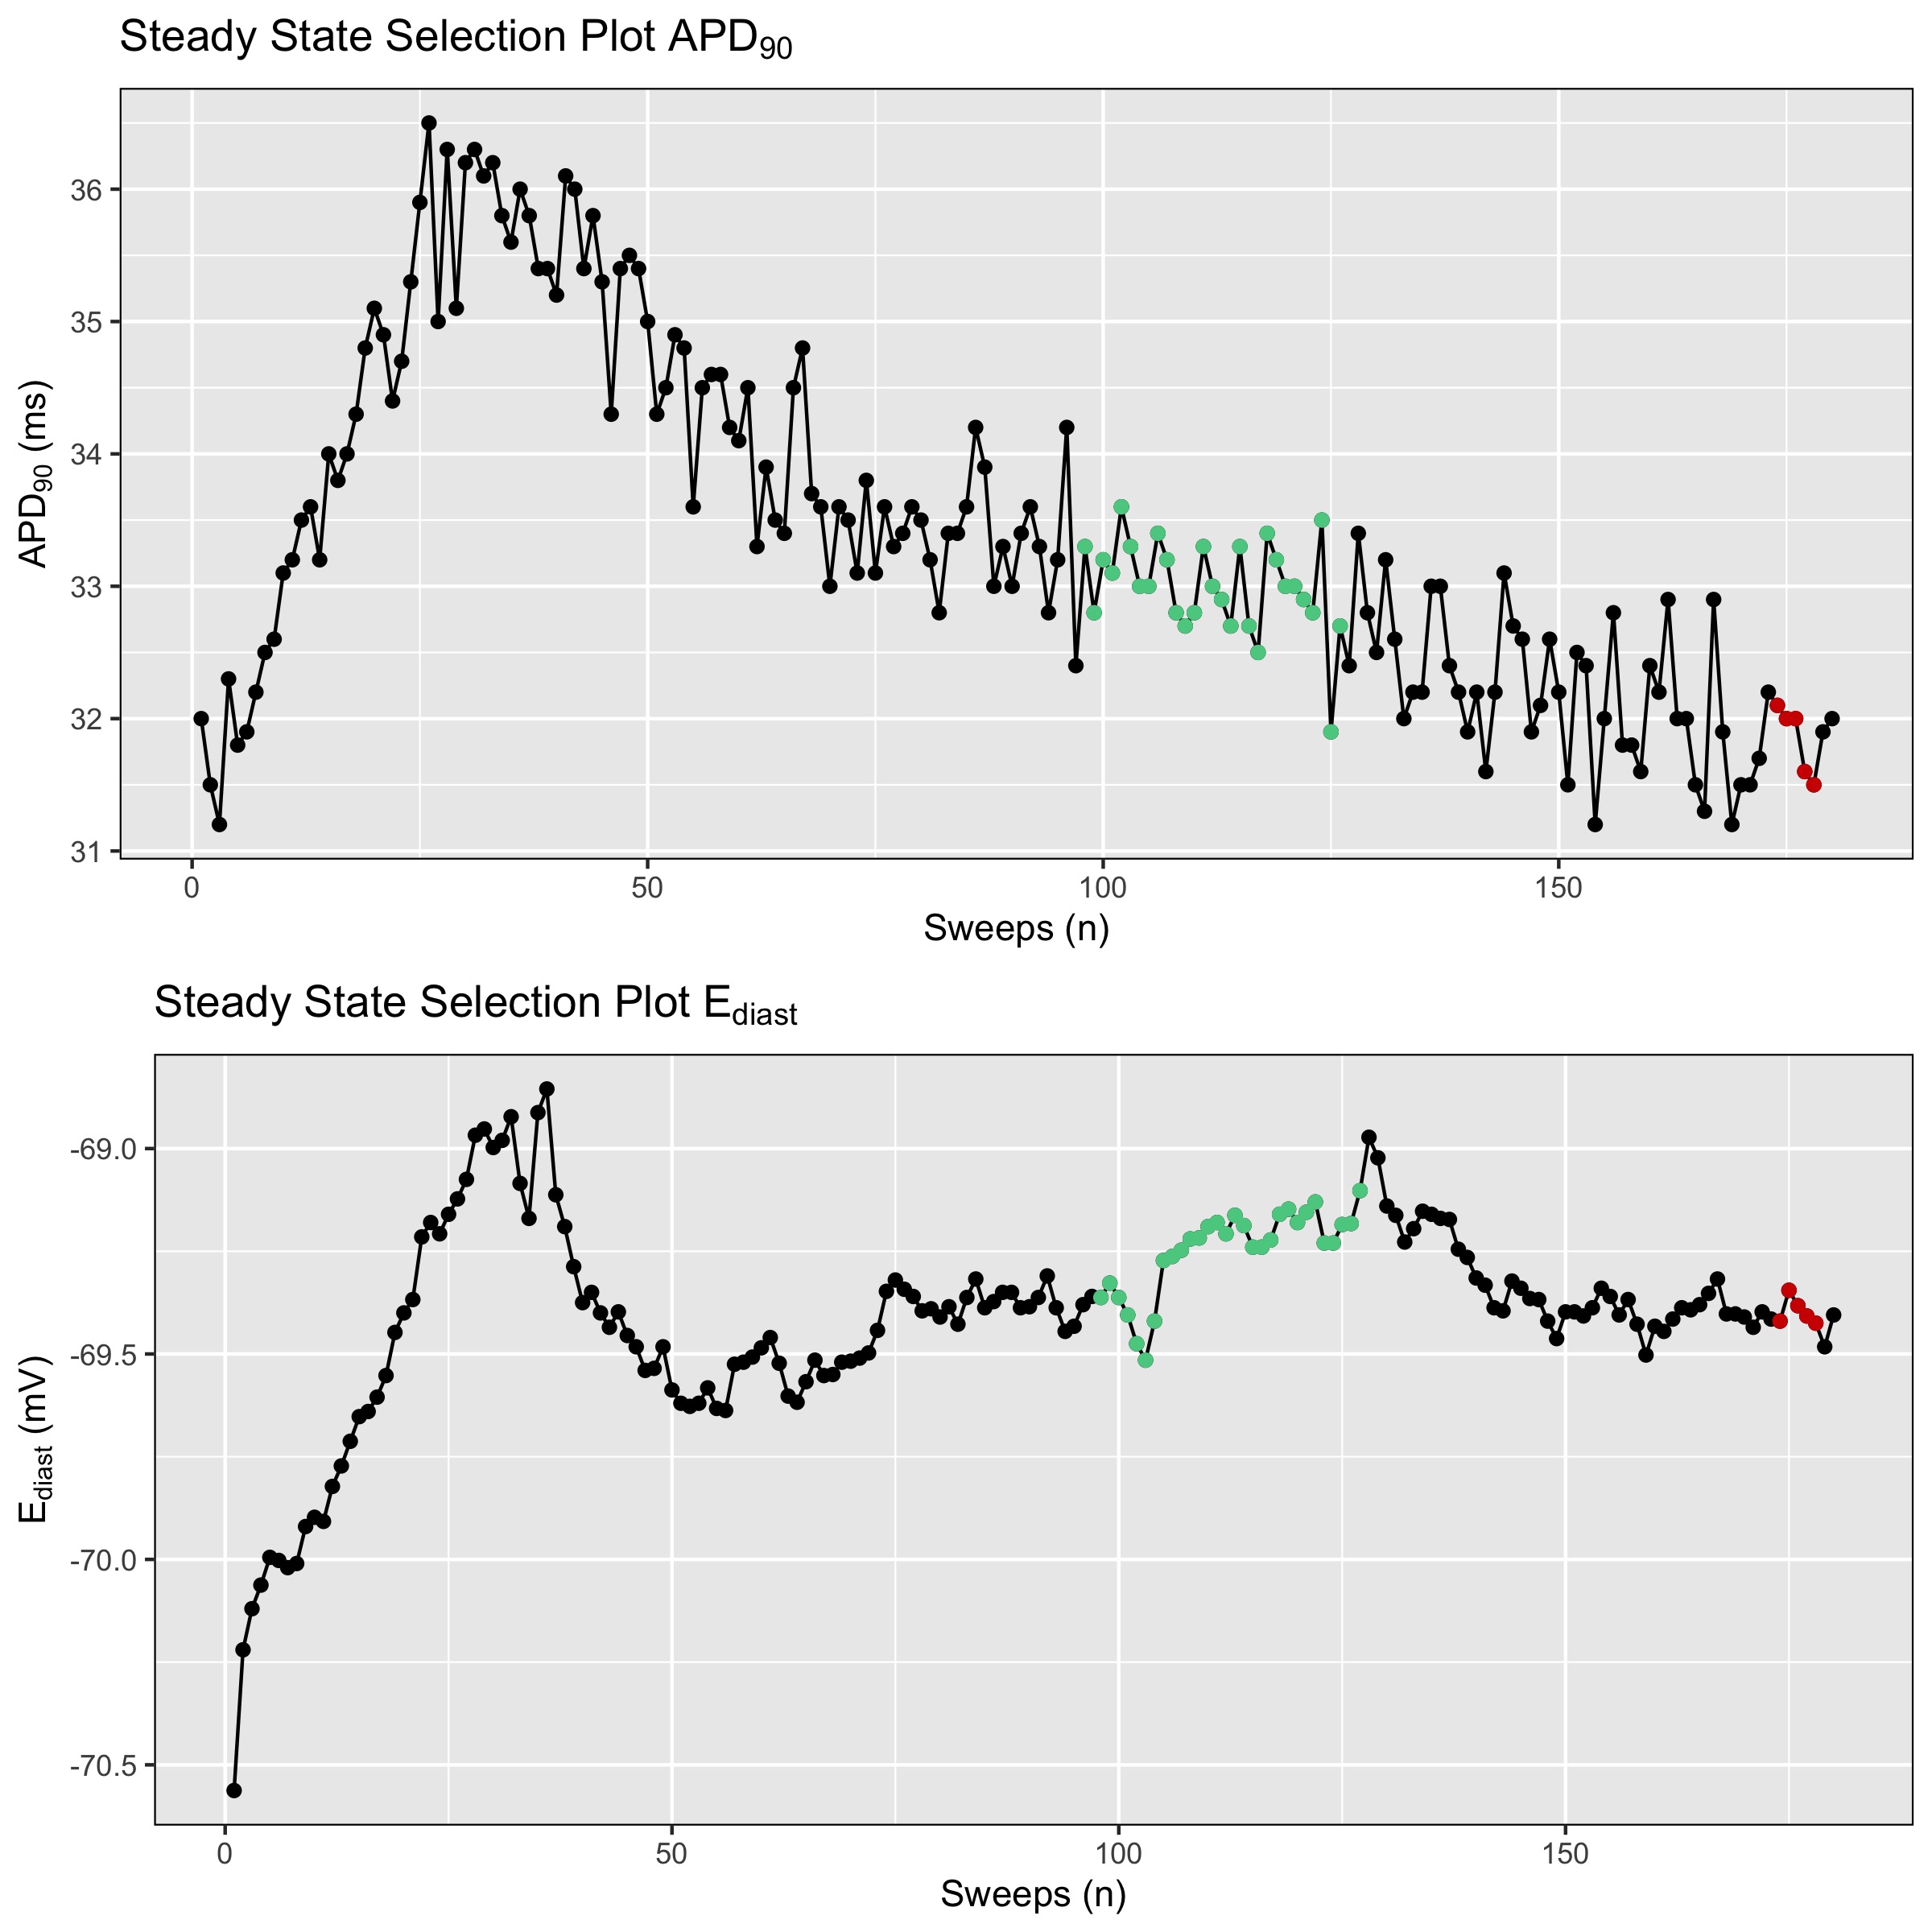 Steady State Selection Plot APD90
36
35
34
33
32
31
APD90 (ms)
0 50 100 150
Sweeps (n)
Steady State Selection Plot Ediast
-69.0
-69.5
-70.0
-70.5
Ediast (mV)
0 50 100 150
Sweeps (n)